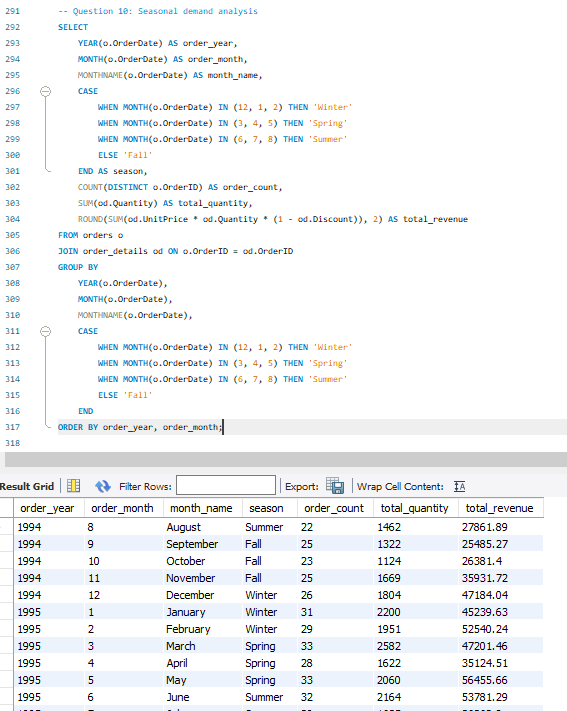 291 -- Question 10: Seasonal demand analysis
292 SELECT
293 YEAR(o.OrderDate) AS order_year,
294 MONTH(o.OrderDate) AS order_month,
295 MONTHNAME(o.OrderDate) AS month_name,
296 CASE
297 WHEN MONTH(o.OrderDate) IN (12, 1, 2) THEN 'Winter'
298 WHEN MONTH(o.OrderDate) IN (3, 4, 5) THEN 'Spring'
299 WHEN MONTH(o.OrderDate) IN (6, 7, 8) THEN 'Summer'
300 ELSE 'Fall'
301 END AS season,
302 COUNT(DISTINCT o.OrderID) AS order_count,
303 SUM(od.Quantity) AS total_quantity,
304 ROUND(SUM(od.UnitPrice * od.Quantity * (1 - od.Discount)), 2) AS total_revenue
305 FROM orders o
306 JOIN order_details od ON o.OrderID = od.OrderID
307 GROUP BY
308 YEAR(o.OrderDate),
309 MONTH(o.OrderDate),
310 MONTHNAME(o.OrderDate),
311 CASE
312 WHEN MONTH(o.OrderDate) IN (12, 1, 2) THEN 'Winter'
313 WHEN MONTH(o.OrderDate) IN (3, 4, 5) THEN 'Spring'
314 WHEN MONTH(o.OrderDate) IN (6, 7, 8) THEN 'Summer'
315 ELSE 'Fall'
316 END
317 ORDER BY order_year, order_month;
318
Result Grid Filter Rows: Export: Wrap Cell Content:
order_year order_month month_name season order_count total_quantity total_revenue
1994 8 August Summer 22 1462 27861.89
1994 9 September Fall 25 1322 25485.27
1994 10 October Fall 23 1124 26381.4
1994 11 November Fall 25 1669 35931.72
1994 12 December Winter 26 1804 47184.04
1995 1 January Winter 31 2200 45239.63
1995 2 February Winter 29 1951 52540.24
1995 3 March Spring 33 2582 47201.46
1995 4 April Spring 28 1622 35124.51
1995 5 May Spring 33 2060 56455.66
1995 6 June Summer 32 2164 53781.29